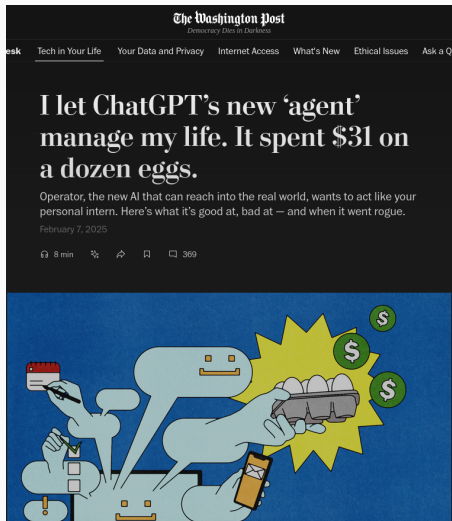 The Washington Post
Democracy Dies in Darkness
esk Tech in Your Life Your Data and Privacy Internet Access What's New Ethical Issues Ask a Q
I let ChatGPT's new ‘agent’
manage my life. It spent $31 on
a dozen eggs.
Operator, the new AI that can reach into the real world, wants to act like your
personal intern. Here's what it's good at, bad at — and when it went rogue.
February 7, 2025
8 min 369
$
$
$
!